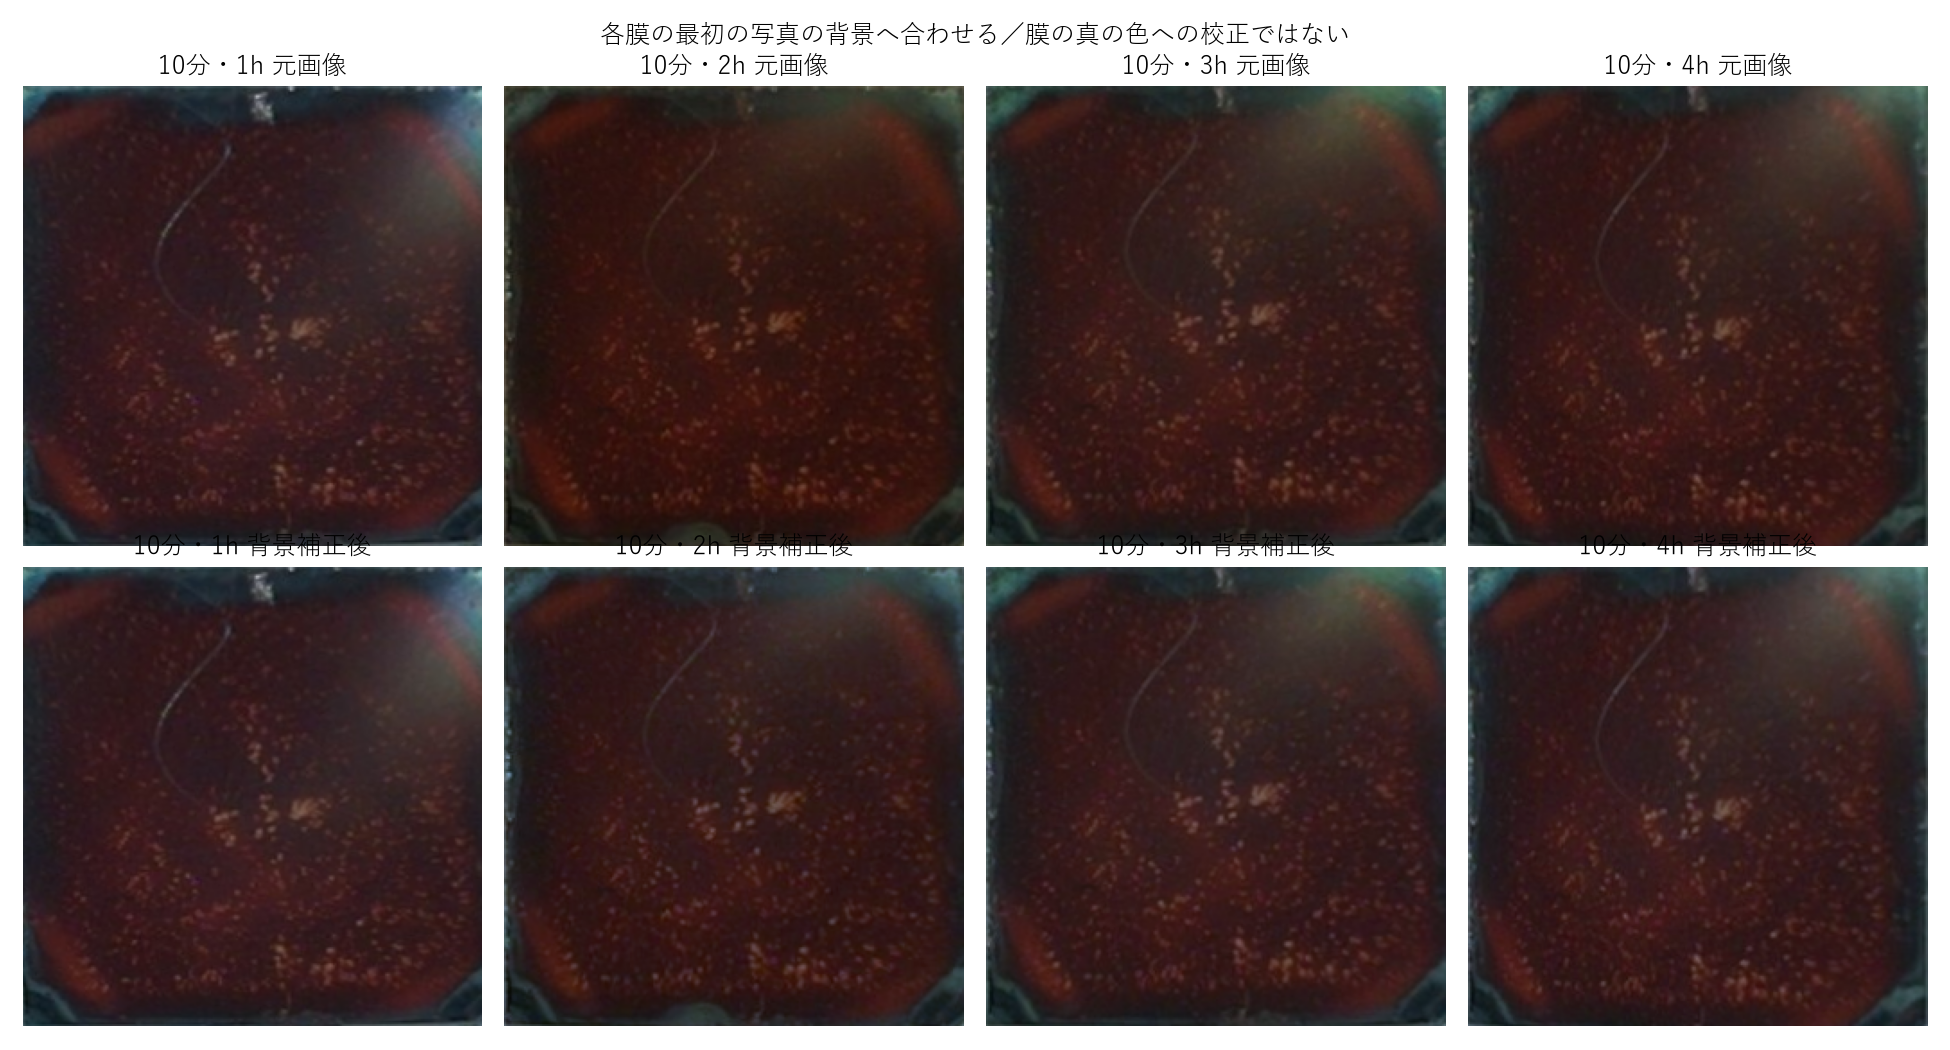 各膜の最初の写真の背景へ合わせる／膜の真の色への校正ではない
10分・1h 元画像
10分・2h 元画像
10分・3h 元画像
10分・4h 元画像
10分・1h 背景補正後
10分・2h 背景補正後
10分・3h 背景補正後
10分・4h 背景補正後